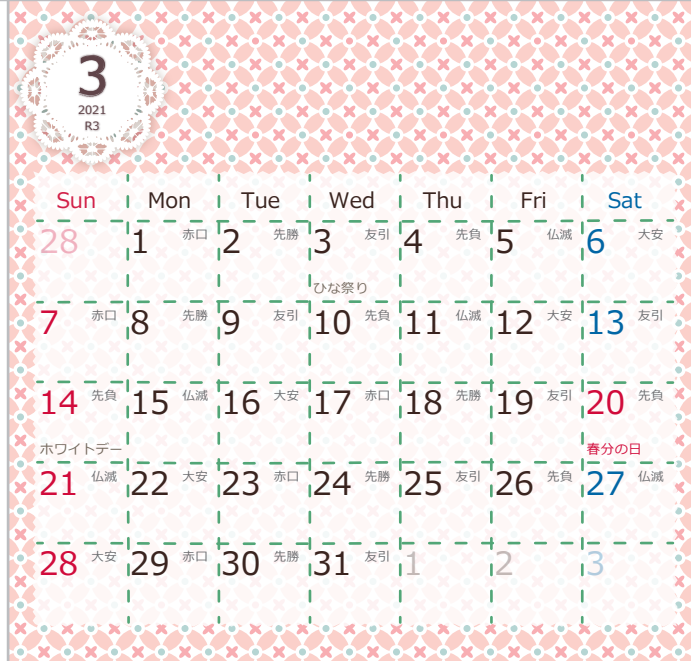 3
2021
R3
Sun Mon Tue Wed Thu Fri Sat
28 1 赤口 2 先勝 3 友引 4 先負 5 仏滅 6 大安
ひな祭り
7 赤口 8 先勝 9 友引 10 先負 11 仏滅 12 大安 13 友引
14 先負 15 仏滅 16 大安 17 赤口 18 先勝 19 友引 20 先負
ホワイトデー 春分の日
21 仏滅 22 大安 23 赤口 24 先勝 25 友引 26 先負 27 仏滅
28 大安 29 赤口 30 先勝 31 友引 1 2 3